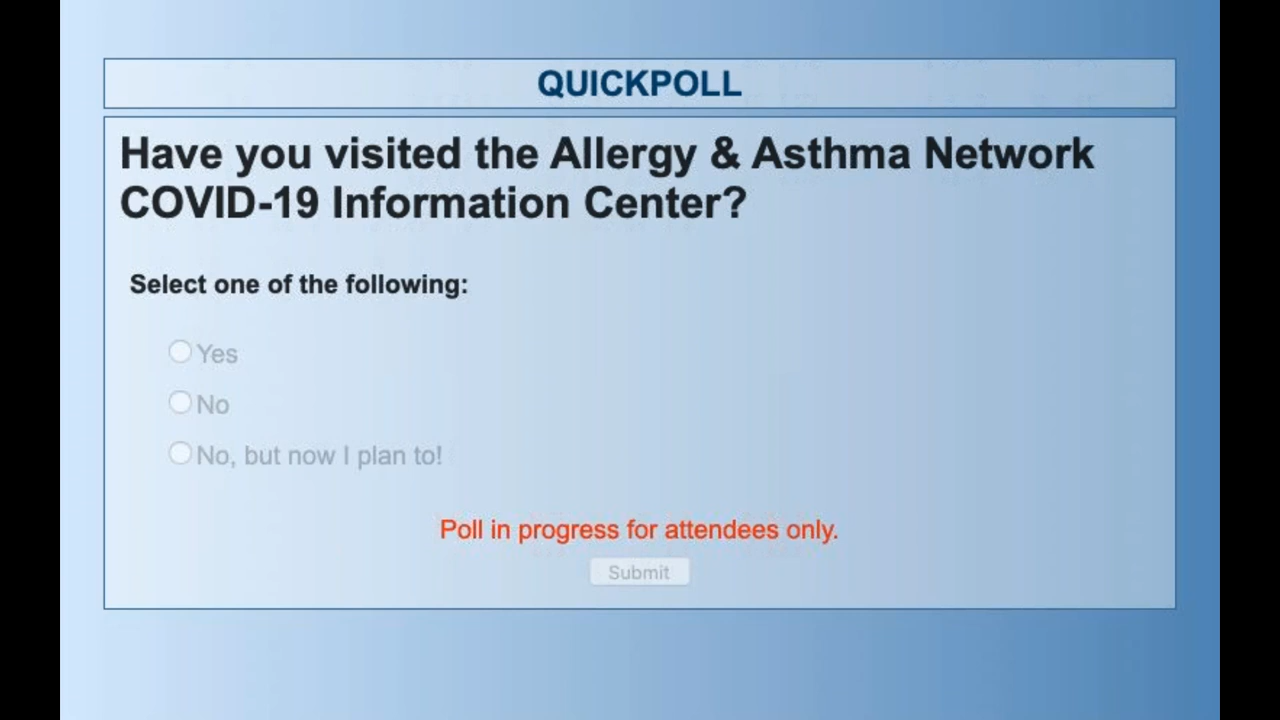 QUICKPOLL
Have you visited the Allergy & Asthma Network
COVID-19 Information Center?
Select one of the following:
Yes
No
No, but now I plan to!
Poll in progress for attendees only.
Submit